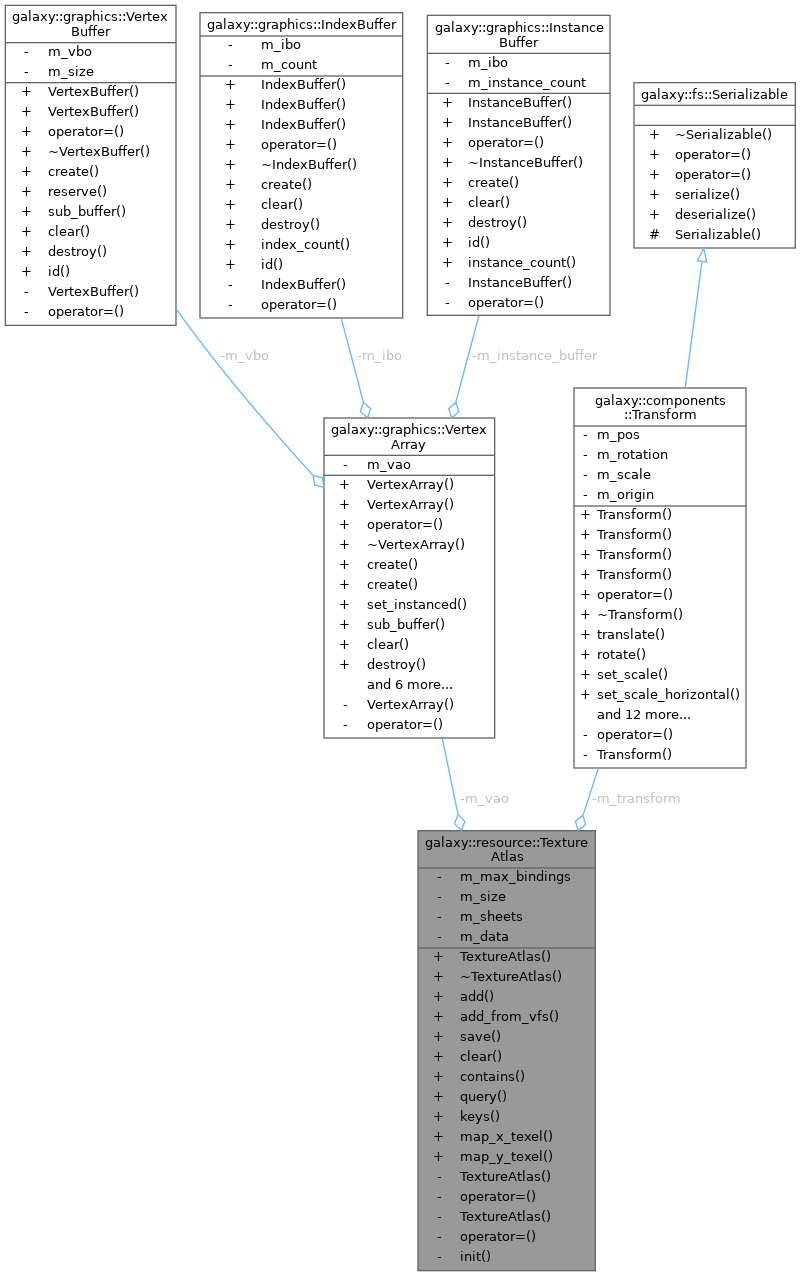 galaxy::graphics::Vertex
Buffer
- m_vbo
- m_size
+ VertexBuffer()
+ VertexBuffer()
+ operator=()
+ ~VertexBuffer()
+ create()
+ reserve()
+ sub_buffer()
+ clear()
+ destroy()
+ id()
- VertexBuffer()
- operator=()
galaxy::graphics::IndexBuffer
- m_ibo
- m_count
+ IndexBuffer()
+ IndexBuffer()
+ IndexBuffer()
+ operator=()
+ ~IndexBuffer()
+ create()
+ clear()
+ destroy()
+ index_count()
+ id()
- IndexBuffer()
- operator=()
galaxy::graphics::Instance
Buffer
- m_ibo
- m_instance_count
+ InstanceBuffer()
+ InstanceBuffer()
+ operator=()
+ ~InstanceBuffer()
+ create()
+ clear()
+ destroy()
+ id()
+ instance_count()
- InstanceBuffer()
- operator=()
galaxy::fs::Serializable
+ ~Serializable()
+ operator=()
+ operator=()
+ serialize()
+ deserialize()
# Serializable()
-m_vbo
-m_ibo
-m_instance_buffer
galaxy::graphics::Vertex
Array
- m_vao
+ VertexArray()
+ VertexArray()
+ operator=()
+ ~VertexArray()
+ create()
+ create()
+ set_instanced()
+ sub_buffer()
+ clear()
+ destroy()
and 6 more...
- VertexArray()
- operator=()
galaxy::components
::Transform
- m_pos
- m_rotation
- m_scale
- m_origin
+ Transform()
+ Transform()
+ Transform()
+ Transform()
+ operator=()
+ ~Transform()
+ translate()
+ rotate()
+ set_scale()
+ set_scale_horizontal()
and 12 more...
- operator=()
- Transform()
-m_vao
-m_transform
galaxy::resource::Texture
Atlas
- m_max_bindings
- m_size
- m_sheets
- m_data
+ TextureAtlas()
+ ~TextureAtlas()
+ add()
+ add_from_vfs()
+ save()
+ clear()
+ contains()
+ query()
+ keys()
+ map_x_texel()
+ map_y_texel()
- TextureAtlas()
- operator=()
- TextureAtlas()
- operator=()
- init()